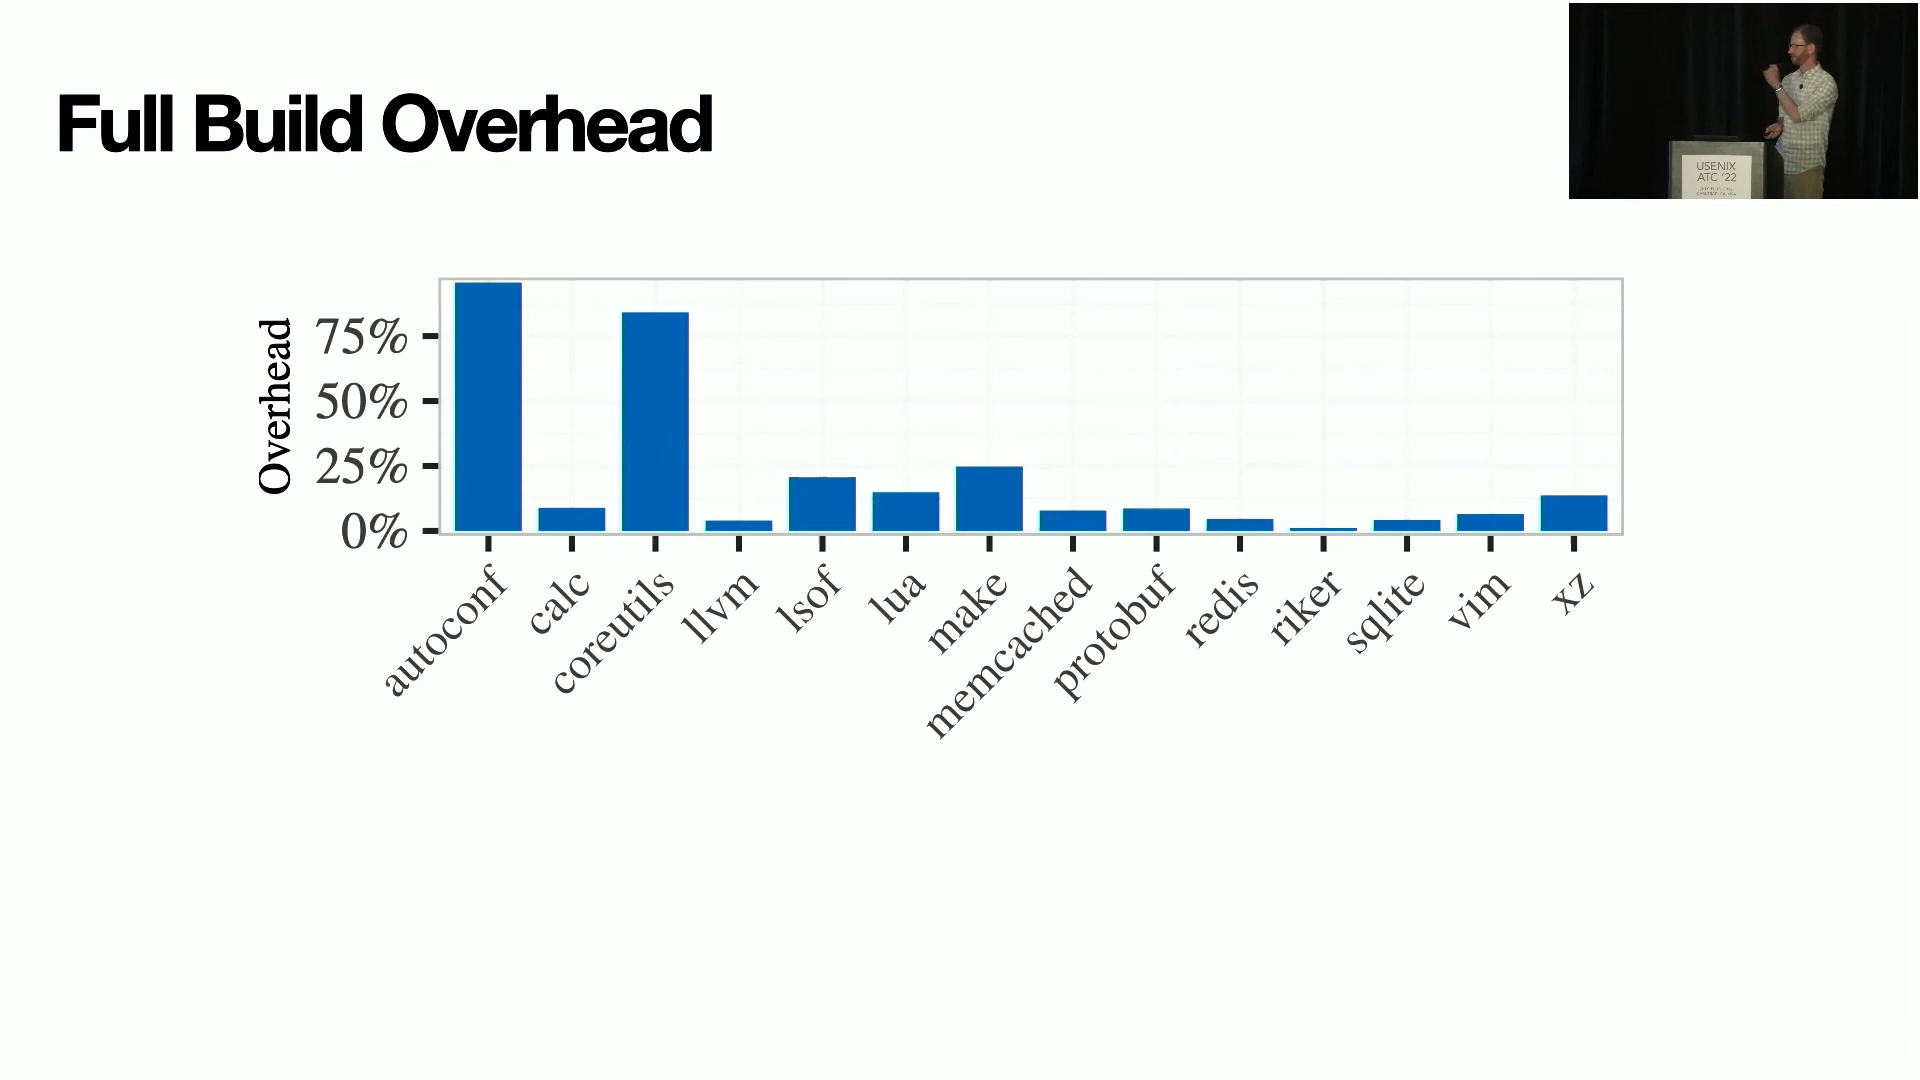 Full Build Overhead
USENIX
ATC '22
Overhead
75%
50%
25%
0%
autoconf
calc
coreutils
llvm
lsof
lua
make
memcached
protobuf
redis
riker
sqlite
vim
xz